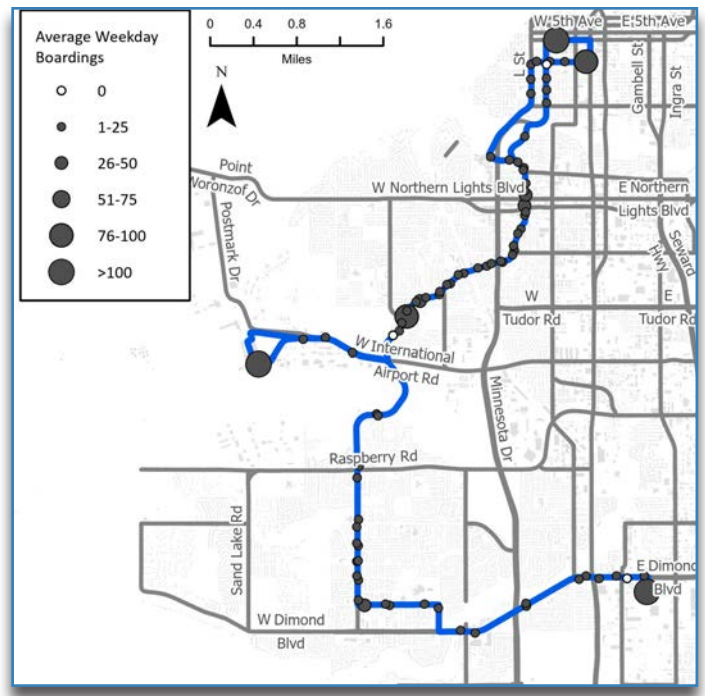 Average Weekday
Boardings
0
1-25
26-50
51-75
76-100
>100
0 0.4 0.8 1.6
Miles
N
W 5th Ave E 5th Ave
L St
Gambell St
Ingra St
Point
Woronzof Dr
Postmark Dr
W Northern Lights Blvd
E Northern
Lights Blvd
Seward
Hwy
W
Tudor Rd
E
Tudor Rd
W International
Airport Rd
Minnesota Dr
Raspberry Rd
Sand Lake Rd
E Dimond
Blvd
W Dimond
Blvd